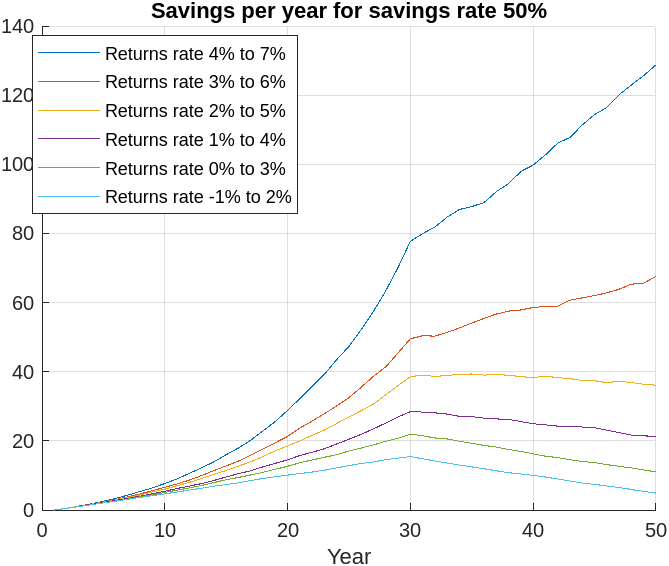 Savings per year for savings rate 50%
140
120
100
80
60
40
20
0
Returns rate 4% to 7%
Returns rate 3% to 6%
Returns rate 2% to 5%
Returns rate 1% to 4%
Returns rate 0% to 3%
Returns rate -1% to 2%
0 10 20 30 40 50
Year